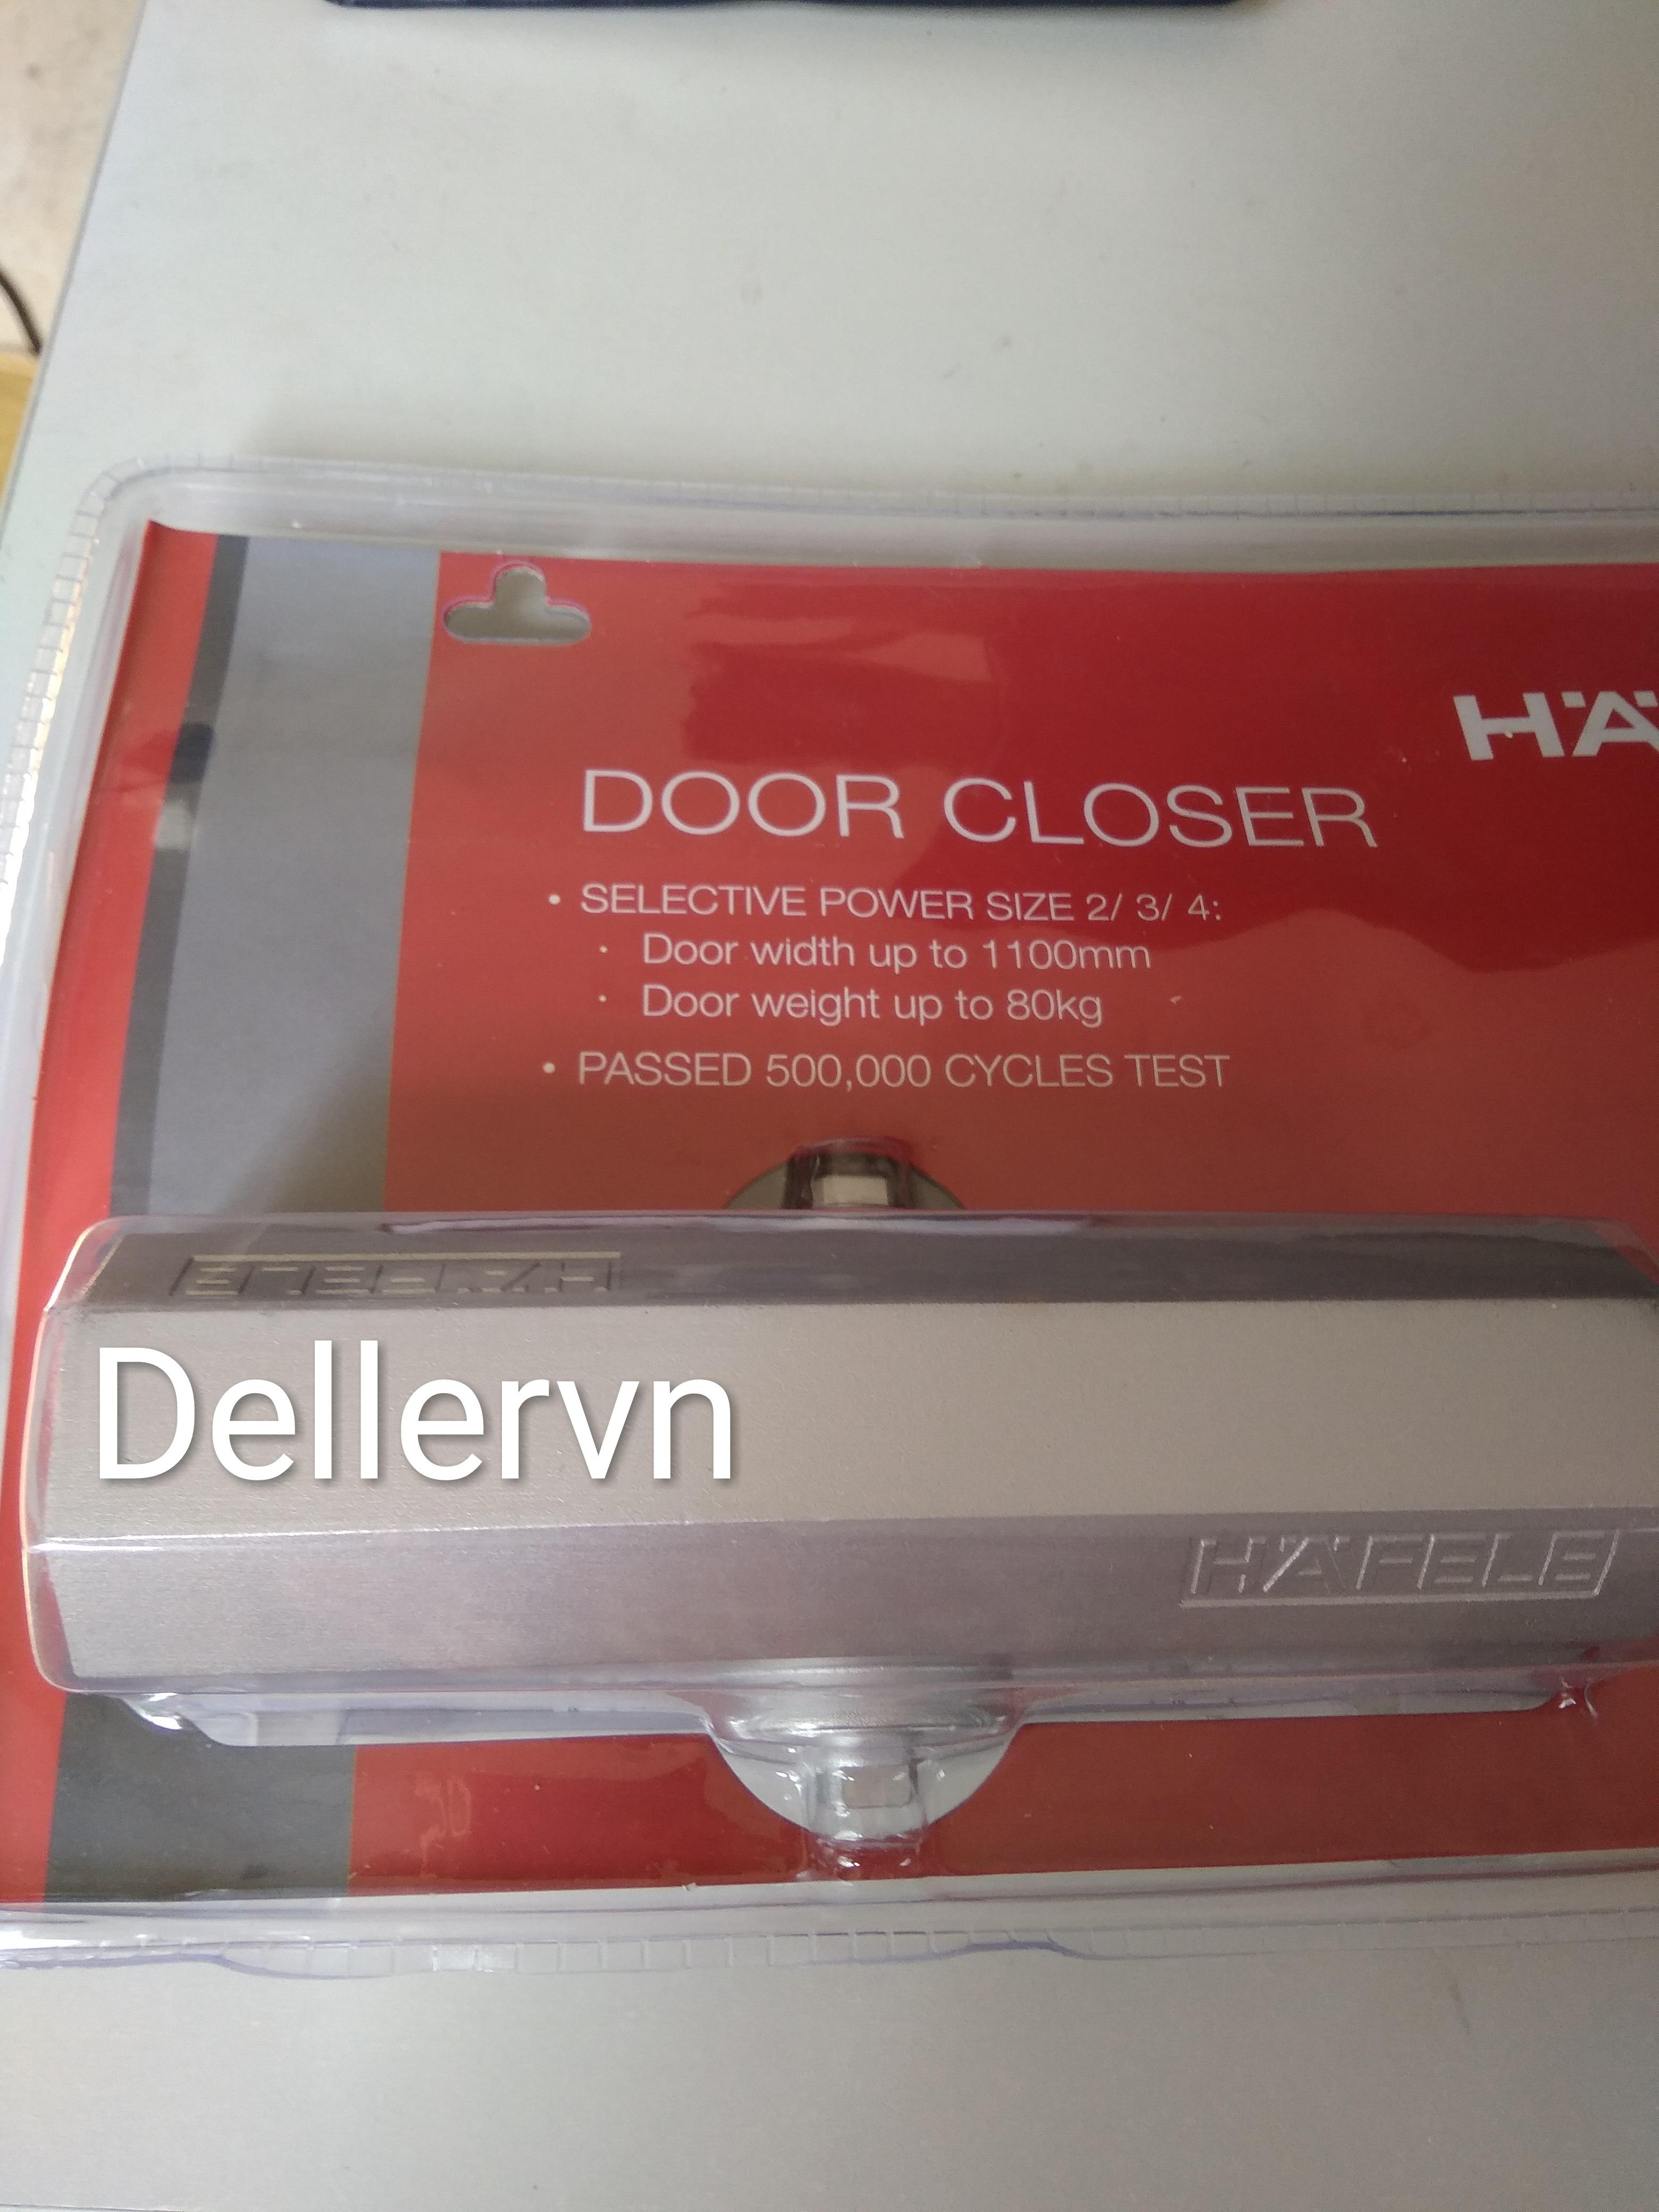 HÄ
DOOR CLOSER
• SELECTIVE POWER SIZE 2/ 3/ 4:
· Door width up to 1100mm
· Door weight up to 80kg
• PASSED 500,000 CYCLES TEST
HÄFELE
Dellervn
HÄFELE